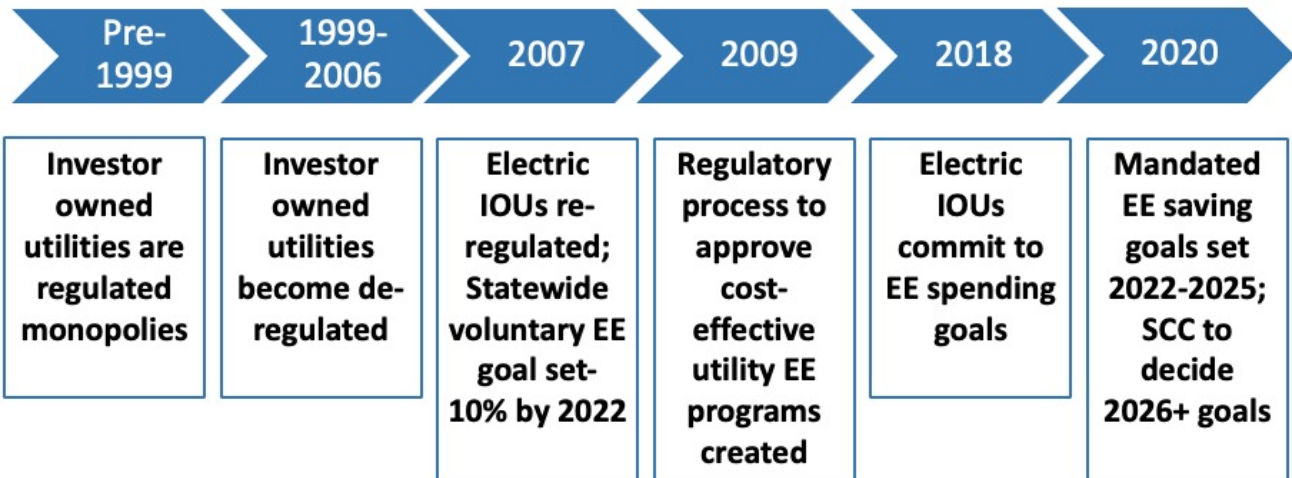 Pre-
1999
1999-
2006
2007
2009
2018
2020
Investor
owned
utilities are
regulated
monopolies
Investor
owned
utilities
become de-
regulated
Electric
IOUs re-
regulated;
Statewide
voluntary EE
goal set-
10% by 2022
Regulatory
process to
approve
cost-
effective
utility EE
programs
created
Electric
IOUs
commit to
EE spending
goals
Mandated
EE saving
goals set
2022-2025;
SCC to
decide
2026+ goals